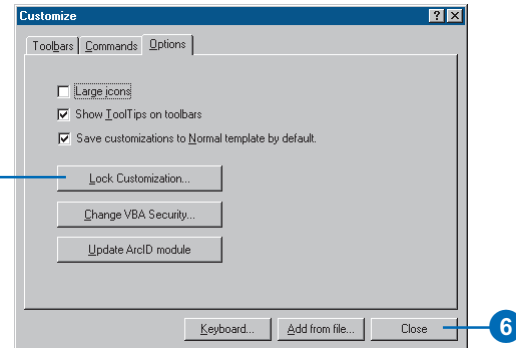 Customize
Toolbars Commands Options
Large icons
Show ToolTips on toolbars
Save customizations to Normal template by default.
Lock Customization...
Change VBA Security...
Update ArcID module
Keyboard... Add from file... Close 6